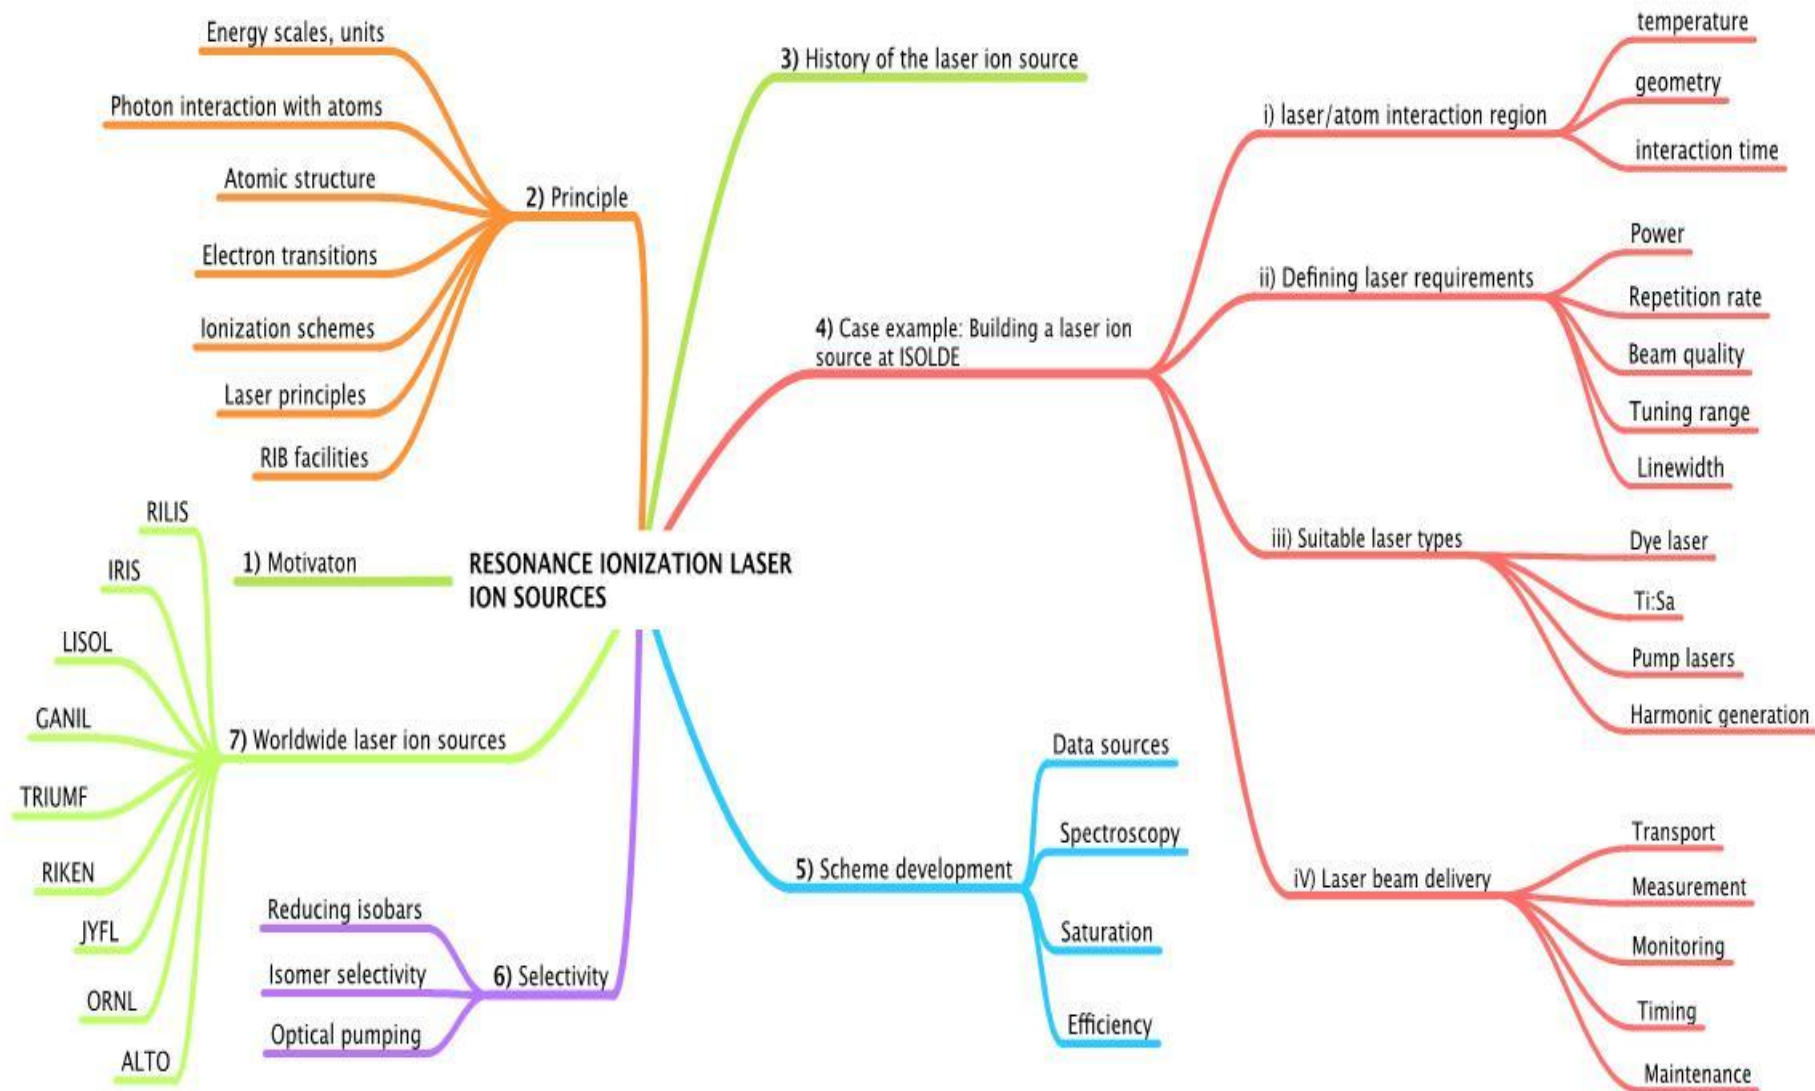 RESONANCE IONIZATION LASER
ION SOURCES
1) Motivaton
2) Principle
Energy scales, units
Photon interaction with atoms
Atomic structure
Electron transitions
Ionization schemes
Laser principles
RIB facilities
3) History of the laser ion source
4) Case example: Building a laser ion
source at ISOLDE
i) laser/atom interaction region
temperature
geometry
interaction time
ii) Defining laser requirements
Power
Repetition rate
Beam quality
Tuning range
Linewidth
iii) Suitable laser types
Dye laser
Ti:Sa
Pump lasers
Harmonic generation
iV) Laser beam delivery
Transport
Measurement
Monitoring
Timing
Maintenance
5) Scheme development
Data sources
Spectroscopy
Saturation
Efficiency
6) Selectivity
Reducing isobars
Isomer selectivity
Optical pumping
7) Worldwide laser ion sources
RILIS
IRIS
LISOL
GANIL
TRIUMF
RIKEN
JYFL
ORNL
ALTO